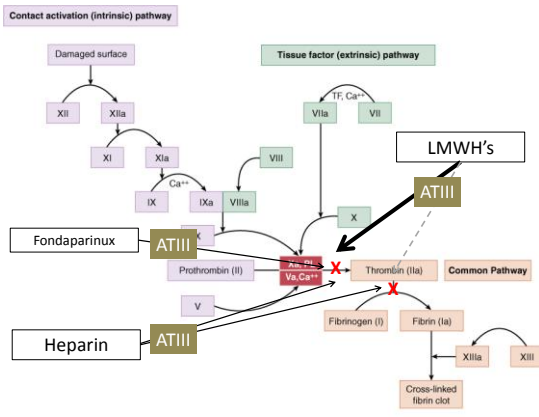 Contact activation (intrinsic) pathway
Damaged surface
Tissue factor (extrinsic) pathway
TF, Ca++
XII
XIIa
VIIa
VII
LMWH's
XI
XIa
VIII
Ca++
ATIII
IX
IXa
VIIIa
X
Fondaparinux
ATIII
X
Prothrombin (II)
Va,Ca++
X
Thrombin (IIa)
Common Pathway
X
V
Fibrinogen (I)
Fibrin (Ia)
Heparin
ATIII
XIIIa
XIII
Cross-linked
fibrin clot